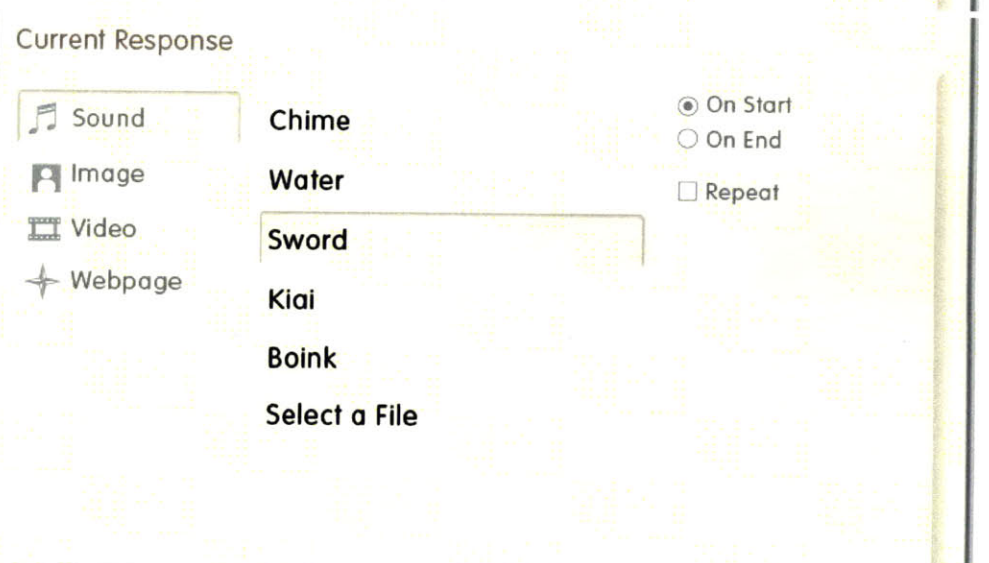 Current Response
Sound
Image
Video
Webpage
Chime
Water
Sword
Kiai
Boink
Select a File
On Start
On End
Repeat